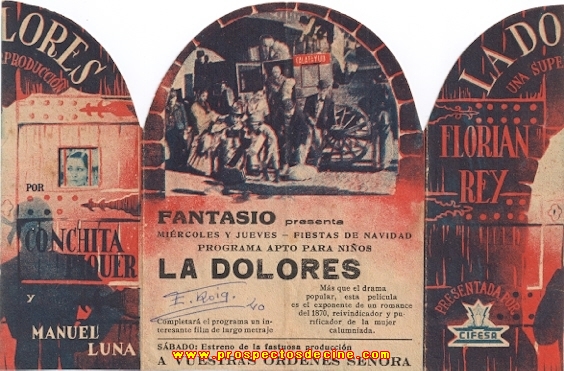 LORES
PRODUCCIÓN
POR
CONCHITA
PIQUER
Y
MANUEL
LUNA
CALATAYUD
FANTASIO presenta
MIÉRCOLES Y JUEVES – FIESTAS DE NAVIDAD
PROGRAMA APTO PARA NIÑOS
LA DOLORES
Más que el drama
popular, esta película
es el exponente de un romance
del 1870, reivindicador y pu-
rificador de la mujer
calumniada.
E. Roig.
40
Completará el programa un in-
teresante film de largo metraje
SÁBADO: Estreno de la fastuosa producción
A VUESTRAS ÓRDENES SEÑORA
www.prospectosdecine.com
LA DO
UNA SUPE
FLORIAN
REY
PRESENTADA POR
CIFESA